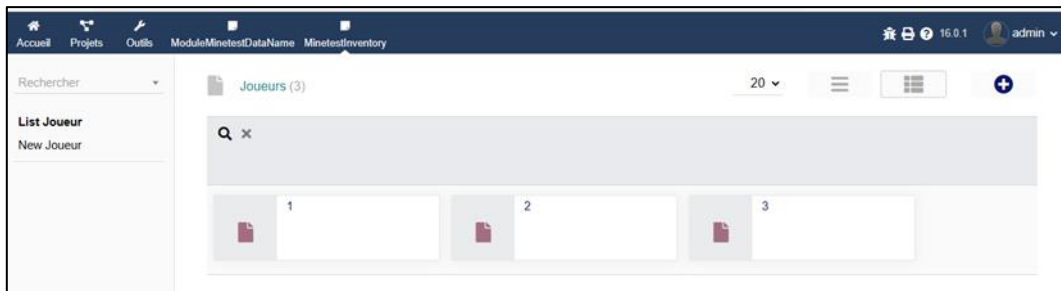 Accueil Projets Outils ModuleMinetestDataName MinetestInventory 16.0.1 admin
Rechercher
Joueurs (3)
20
List Joueur
New Joueur
1
2
3